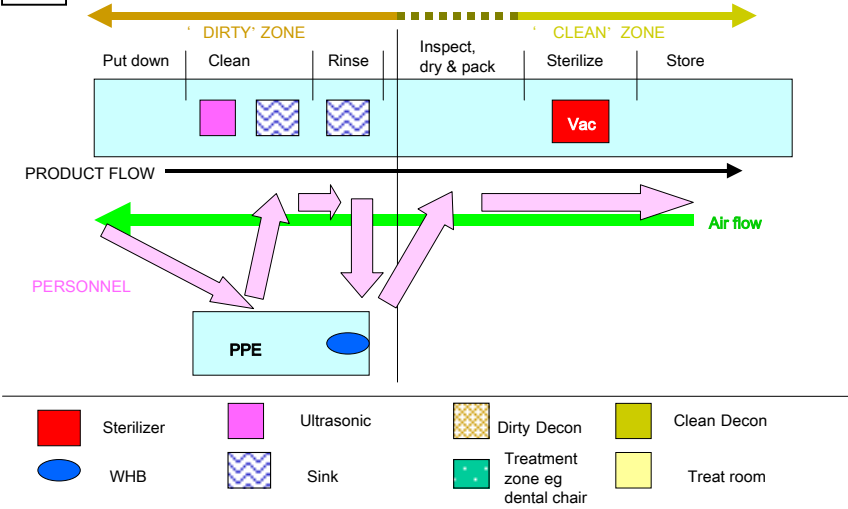 ‘ DIRTY’ ZONE
‘ CLEAN’ ZONE
Put down
Clean
Rinse
Inspect,
dry & pack
Sterilize
Store
Vac
PRODUCT FLOW
Air flow
PERSONNEL
PPE
Sterilizer
Ultrasonic
Dirty Decon
Clean Decon
WHB
Sink
Treatment
zone eg
dental chair
Treat room